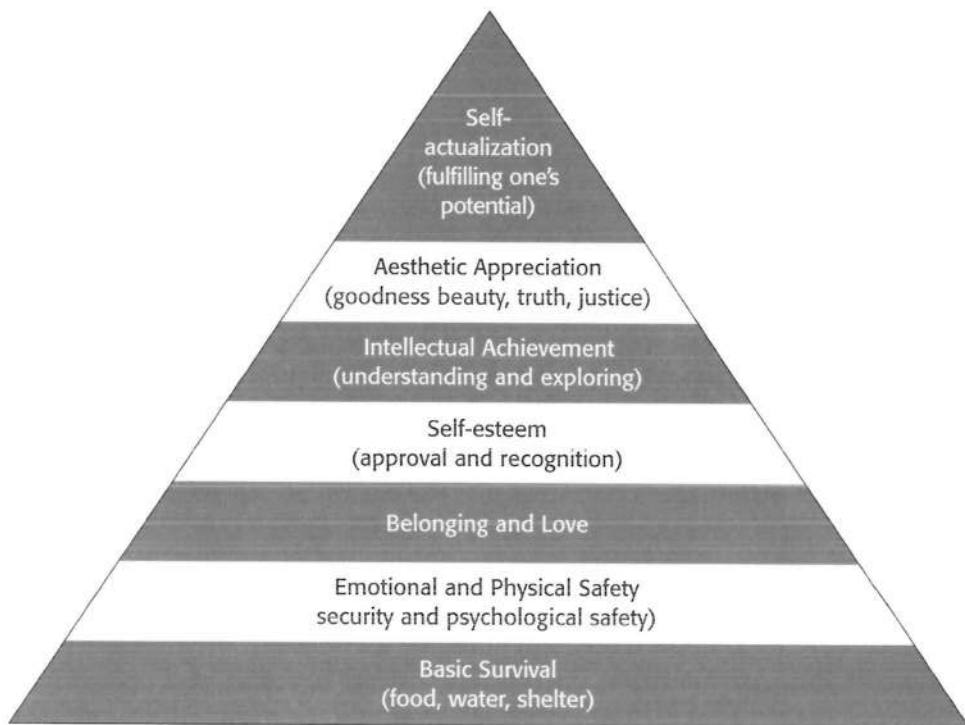 Self-
actualization
(fulfilling one's
potential)
Aesthetic Appreciation
(goodness beauty, truth, justice)
Intellectual Achievement
(understanding and exploring)
Self-esteem
(approval and recognition)
Belonging and Love
Emotional and Physical Safety
security and psychological safety)
Basic Survival
(food, water, shelter)